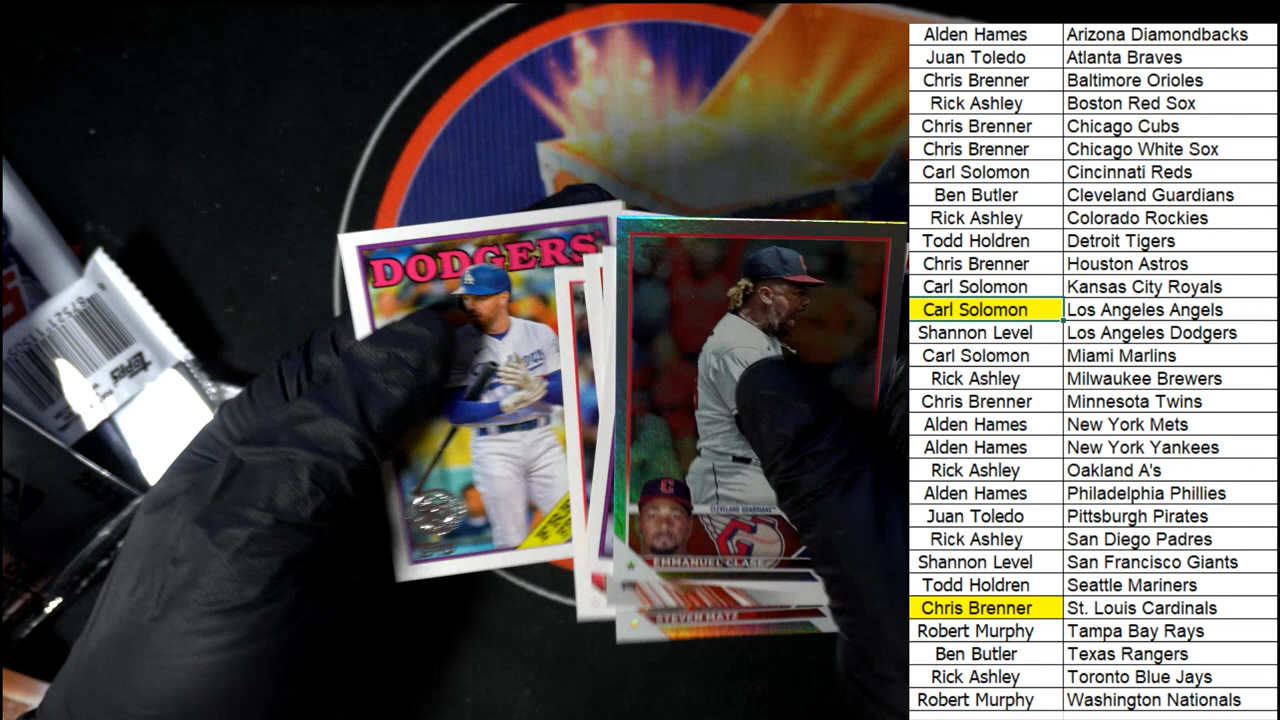 Alden Hames Arizona Diamondbacks
Juan Toledo Atlanta Braves
Chris Brenner Baltimore Orioles
Rick Ashley Boston Red Sox
Chris Brenner Chicago Cubs
Chris Brenner Chicago White Sox
Carl Solomon Cincinnati Reds
Ben Butler Cleveland Guardians
Rick Ashley Colorado Rockies
Todd Holdren Detroit Tigers
Chris Brenner Houston Astros
Carl Solomon Kansas City Royals
Carl Solomon Los Angeles Angels
Shannon Level Los Angeles Dodgers
Carl Solomon Miami Marlins
Rick Ashley Milwaukee Brewers
Chris Brenner Minnesota Twins
Alden Hames New York Mets
Alden Hames New York Yankees
Rick Ashley Oakland A's
Alden Hames Philadelphia Phillies
Juan Toledo Pittsburgh Pirates
Rick Ashley San Diego Padres
Shannon Level San Francisco Giants
Todd Holdren Seattle Mariners
Chris Brenner St. Louis Cardinals
Robert Murphy Tampa Bay Rays
Ben Butler Texas Rangers
Rick Ashley Toronto Blue Jays
Robert Murphy Washington Nationals
DODGERS
CLEVELAND GUARDIANS
EMMANUEL CLASE
STEVEN MATZ
TOPPS